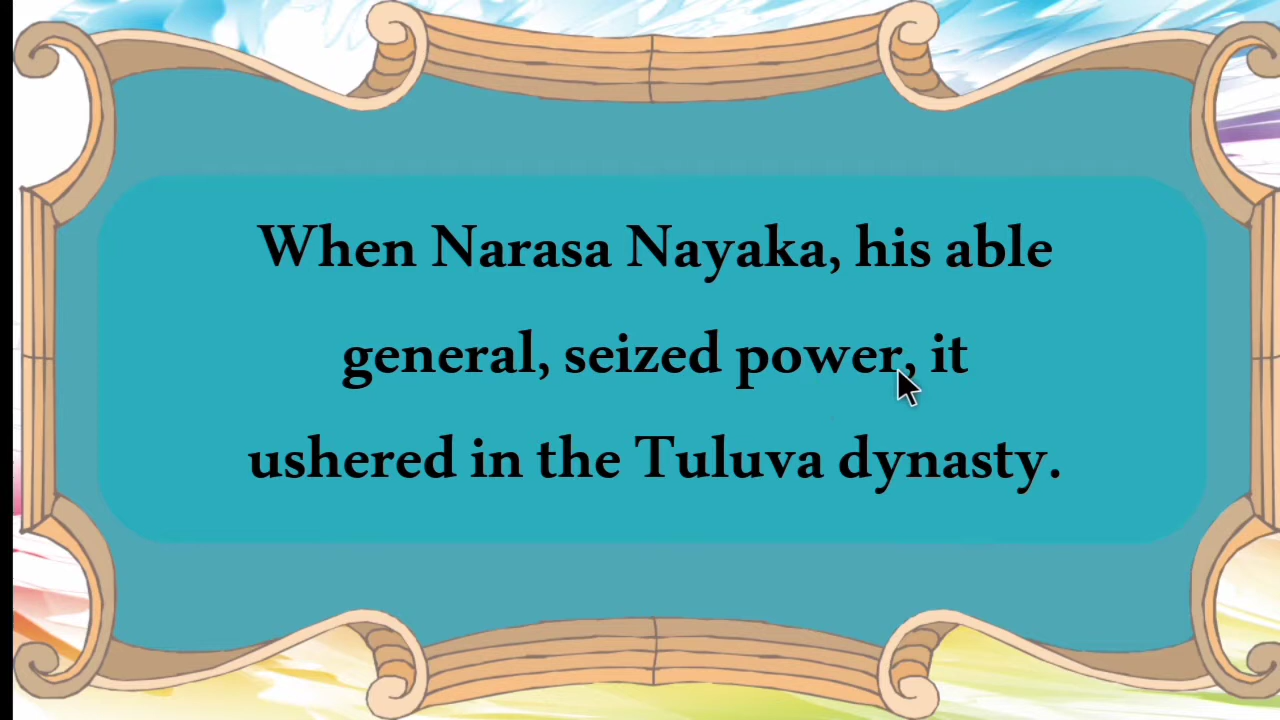 When Narasa Nayaka, his able
general, seized power, it
ushered in the Tuluva dynasty.